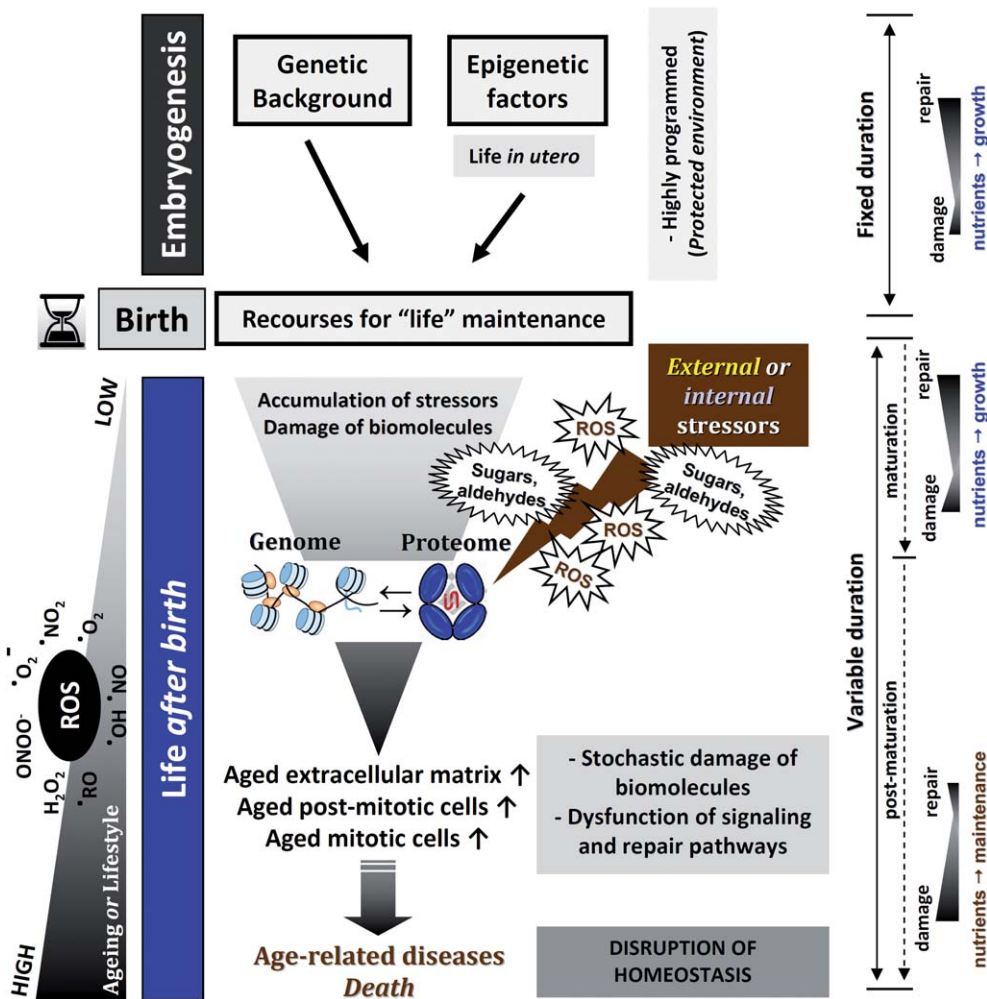 Embryogenesis
Genetic
Background
Epigenetic
factors
Life in utero
- Highly programmed
(Protected environment)
Fixed duration
repair
damage
nutrients → growth
Birth
Recourses for “life” maintenance
LOW
HIGH
Ageing or Lifestyle
ROS
•NO2
•O2
•O2-
•NO
ONOO-
•OH
H2O2
•RO
Life after birth
Accumulation of stressors
Damage of biomolecules
External or
internal
stressors
ROS
Sugars,
aldehydes
Sugars,
aldehydes
ROS
ROS
Genome
Proteome
Aged extracellular matrix ↑
Aged post-mitotic cells ↑
Aged mitotic cells ↑
- Stochastic damage of
biomolecules
- Dysfunction of signaling
and repair pathways
Age-related diseases
Death
DISRUPTION OF
HOMEOSTASIS
Variable duration
maturation
repair
damage
nutrients → growth
post-maturation
repair
damage
nutrients → maintenance